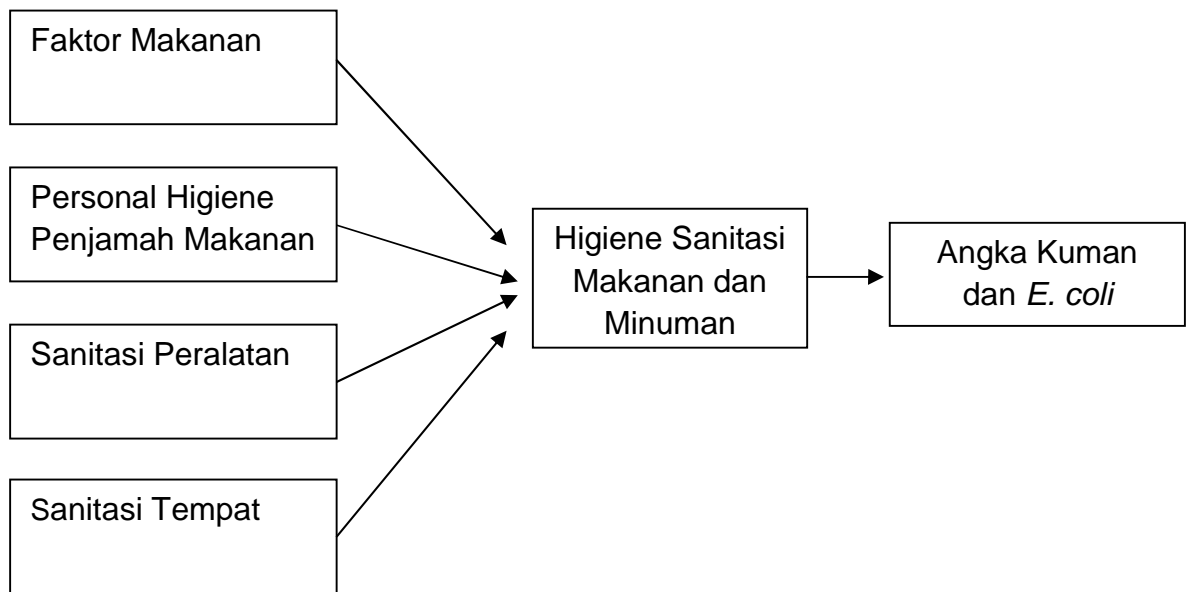 Faktor Makanan
Personal Higiene
Penjamah Makanan
Sanitasi Peralatan
Sanitasi Tempat
Higiene Sanitasi
Makanan dan
Minuman
Angka Kuman
dan E. coli